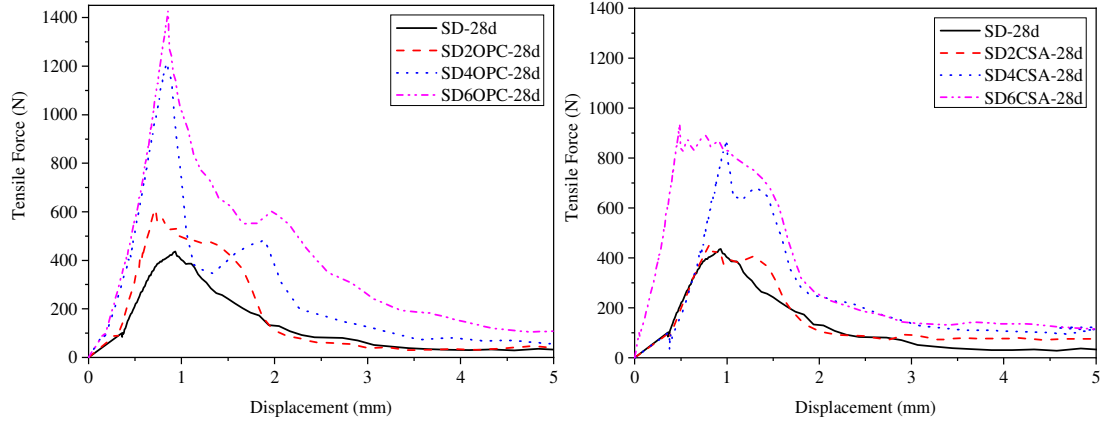 1400
1200
1000
800
600
400
200
0
Tensile Force (N)
0 1 2 3 4 5
Displacement (mm)
SD-28d
SD2OPC-28d
SD4OPC-28d
SD6OPC-28d
1400
1200
1000
800
600
400
200
0
Tensile Force (N)
0 1 2 3 4 5
Displacement (mm)
SD-28d
SD2CSA-28d
SD4CSA-28d
SD6CSA-28d